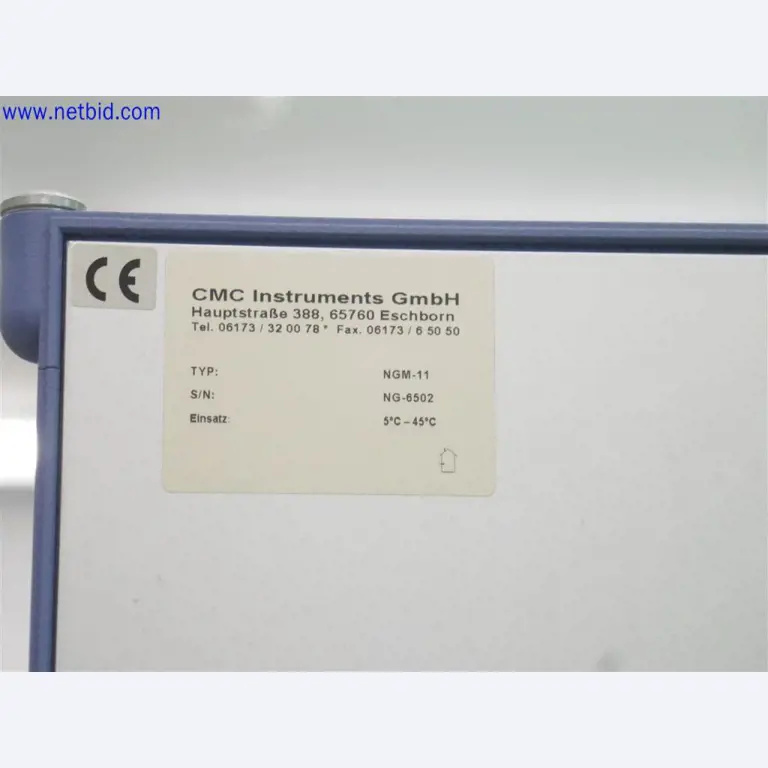 www.netbid.com
CE
CMC Instruments GmbH
Hauptstraße 388, 65760 Eschborn
Tel. 06173 / 32 00 78 * Fax. 06173 / 6 50 50
TYP: NGM-11
S/N: NG-6502
Einsatz: 5°C – 45°C